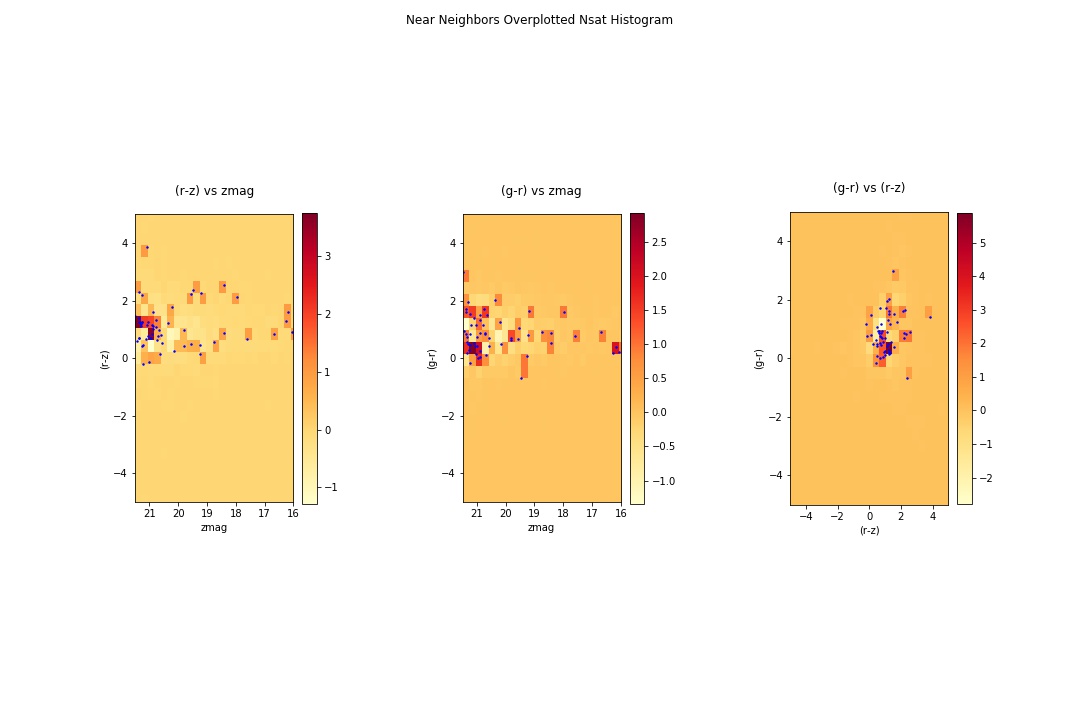 Near Neighbors Overplotted Nsat Histogram
(r-z) vs zmag
(r-z)
4
2
0
−2
−4
21 20 19 18 17 16
zmag
3
2
1
0
−1
(g-r) vs zmag
(g-r)
4
2
0
−2
−4
21 20 19 18 17 16
zmag
2.5
2.0
1.5
1.0
0.5
0.0
−0.5
−1.0
(g-r) vs (r-z)
(g-r)
4
2
0
−2
−4
−4 −2 0 2 4
(r-z)
5
4
3
2
1
0
−1
−2